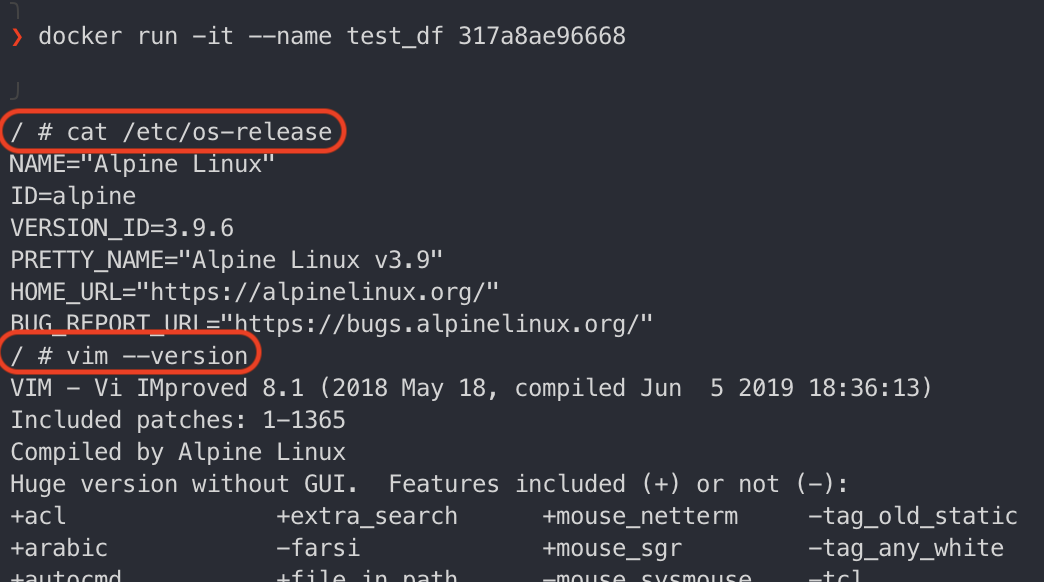 ❯ docker run -it --name test_df 317a8ae96668
/ # cat /etc/os-release
NAME="Alpine Linux"
ID=alpine
VERSION_ID=3.9.6
PRETTY_NAME="Alpine Linux v3.9"
HOME_URL="https://alpinelinux.org/"
BUG_REPORT_URL="https://bugs.alpinelinux.org/"
/ # vim --version
VIM - Vi IMproved 8.1 (2018 May 18, compiled Jun  5 2019 18:36:13)
Included patches: 1-1365
Compiled by Alpine Linux
Huge version without GUI.  Features included (+) or not (-):
+acl               +extra_search      +mouse_netterm     -tag_old_static
+arabic            -farsi             +mouse_sgr         -tag_any_white
+autocmd           +file_in_path      -mouse_sysmouse    -tcl